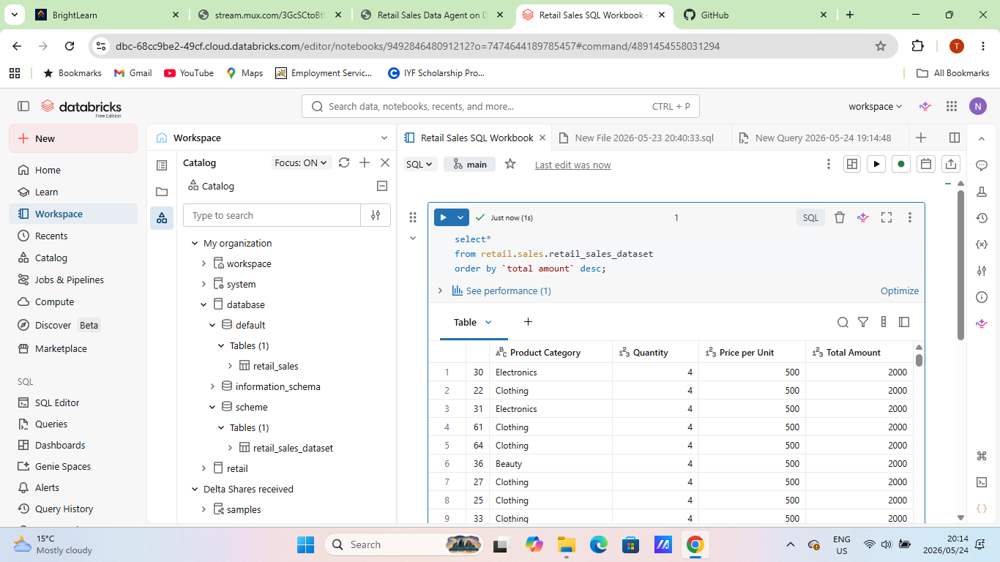 BrightLearn
stream.mux.com/3GcSCtoBt
Retail Sales Data Agent on D
Retail Sales SQL Workbook -
GitHub
dbc-68cc9be2-49cf.cloud.databricks.com/editor/notebooks/949284648091212?o=7474644189785457#command/4891454558031294
T
Bookmarks
Gmail
YouTube
Maps
Employment Servic...
IYF Scholarship Pro...
All Bookmarks
databricks
Free Edition
Search data, notebooks, recents, and more...
CTRL + P
workspace
N
New
Home
Learn
Workspace
Recents
Catalog
Jobs & Pipelines
Compute
Discover Beta
Marketplace
SQL
SQL Editor
Queries
Dashboards
Genie Spaces
Alerts
Query History
Workspace
Catalog
Focus: ON
Catalog
Type to search
My organization
workspace
system
database
default
Tables (1)
retail_sales
information_schema
scheme
Tables (1)
retail_sales_dataset
retail
Delta Shares received
samples
Retail Sales SQL Workbook
New File 2026-05-23 20:40:33.sql
New Query 2026-05-24 19:14:48
SQL
main
Last edit was now
Just now (1s)
1
SQL
select*
from retail.sales.retail_sales_dataset
order by `total amount` desc;
See performance (1)
Optimize
Table
Product Category Quantity Price per Unit Total Amount
1 30 Electronics 4 500 2000
2 22 Clothing 4 500 2000
3 31 Electronics 4 500 2000
4 61 Clothing 4 500 2000
5 64 Clothing 4 500 2000
6 36 Beauty 4 500 2000
7 27 Clothing 4 500 2000
8 25 Clothing 4 500 2000
9 33 Clothing 4 500 2000
15°C
Mostly cloudy
Search
ENG
US
20:14
2026/05/24